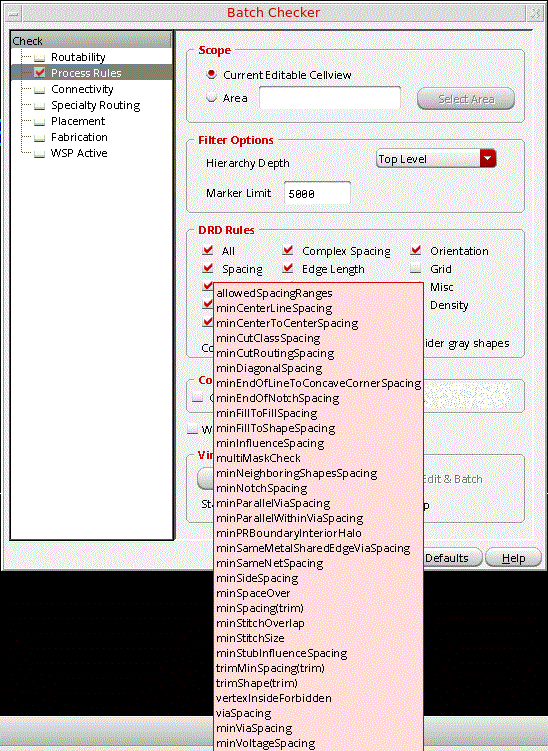 Batch Checker
Check
Routability
Process Rules
Connectivity
Specialty Routing
Placement
Fabrication
WSP Active
Scope
Current Editable Cellview
Area
Select Area
Filter Options
Hierarchy Depth
Top Level
Marker Limit
5000
DRD Rules
All
Complex Spacing
Orientation
Spacing
Edge Length
Grid
Misc
Density
Co
ider gray shapes
Co
W
Vir
Edit & Batch
Sta
p
Defaults
Help
allowedSpacingRanges
minCenterLineSpacing
minCenterToCenterSpacing
minCutClassSpacing
minCutRoutingSpacing
minDiagonalSpacing
minEndOfLineToConcaveCornerSpacing
minEndOfNotchSpacing
minFillToFillSpacing
minFillToShapeSpacing
minInfluenceSpacing
multiMaskCheck
minNeighboringShapesSpacing
minNotchSpacing
minParallelViaSpacing
minParallelWithinViaSpacing
minPRBoundaryInteriorHalo
minSameMetalSharedEdgeViaSpacing
minSameNetSpacing
minSideSpacing
minSpaceOver
minSpacing(trim)
minStitchOverlap
minStitchSize
minStubInfluenceSpacing
trimMinSpacing(trim)
trimShape(trim)
vertexInsideForbidden
viaSpacing
minViaSpacing
minVoltageSpacing